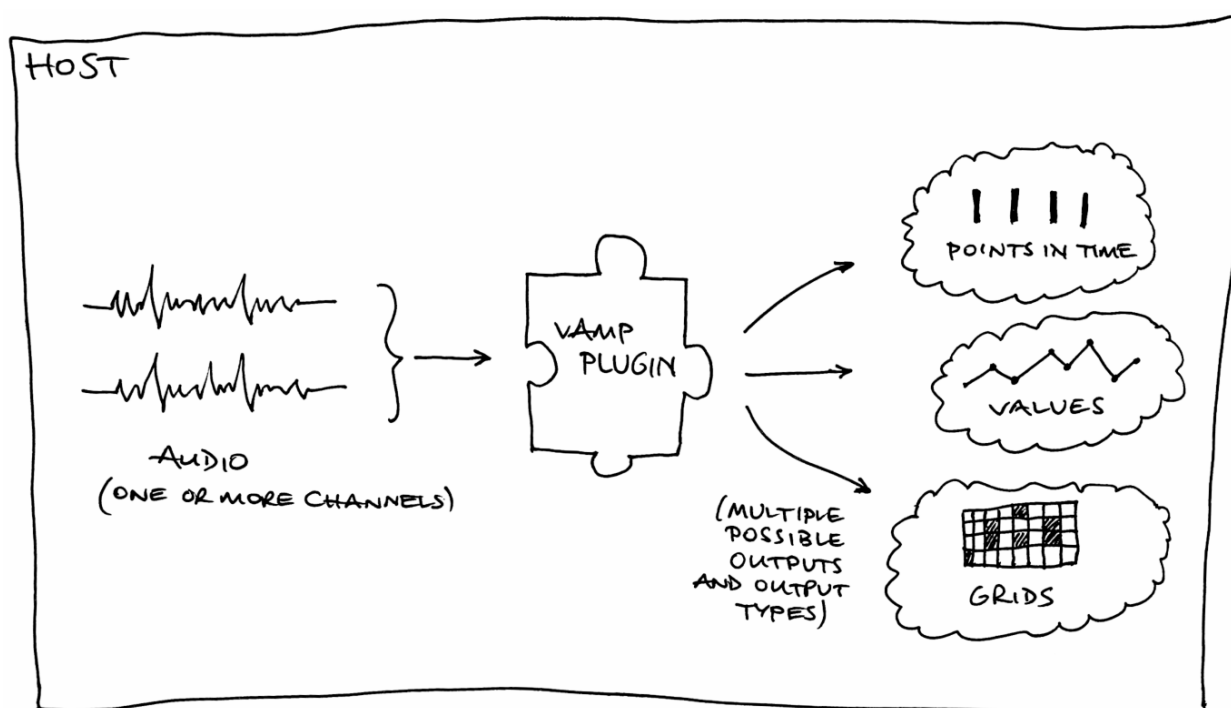 HOST
AUDIO
(ONE OR MORE CHANNELS)
VAMP
PLUGIN
(MULTIPLE
POSSIBLE
OUTPUTS
AND OUTPUT
TYPES)
POINTS IN TIME
VALUES
GRIDS